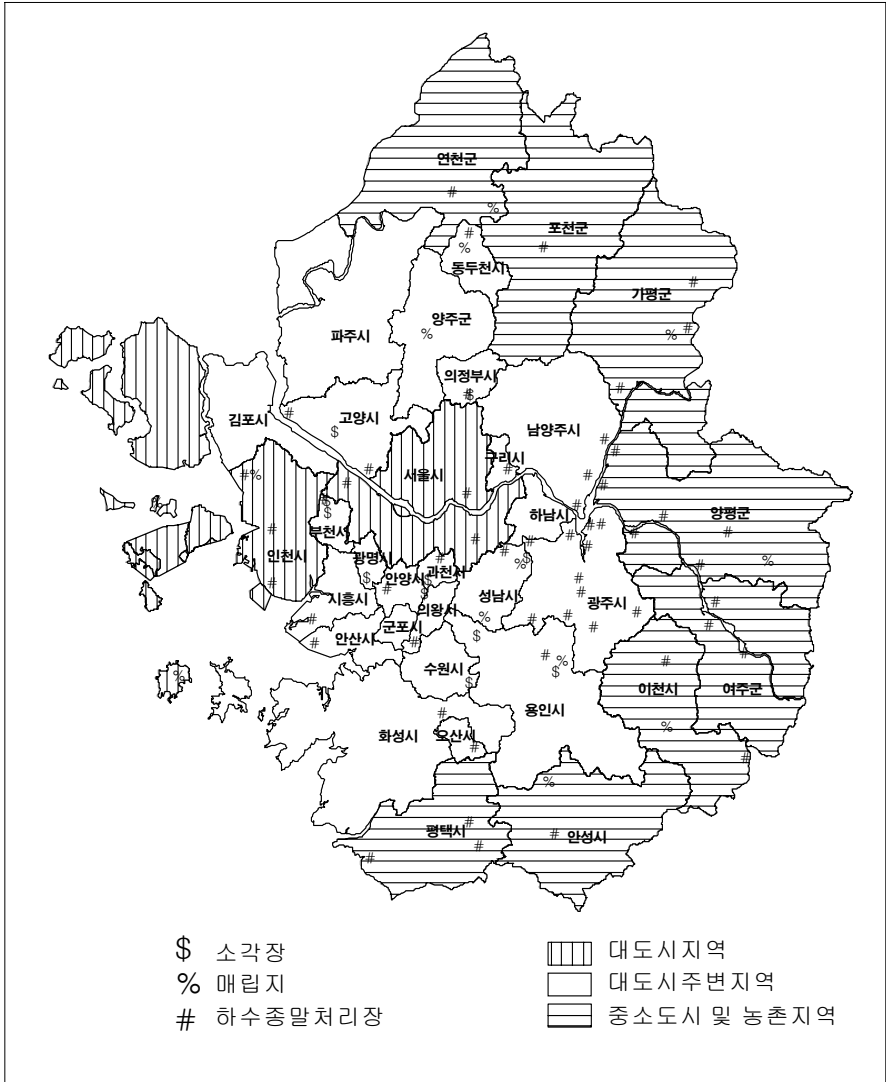 연천군
포천군
동두천시
가평군
양주군
파주시
의정부시
김포시
고양시
남양주시
서울시
구리시
양평군
하남시
부천시
인천시
광명시
안양시
과천시
성남시
시흥시
의왕시
광주시
군포시
안산시
수원시
이천시
여주군
용인시
화성시
오산시
평택시
안성시
$ 소각장
% 매립지
# 하수종말처리장
대도시지역
대도시주변지역
중소도시 및 농촌지역